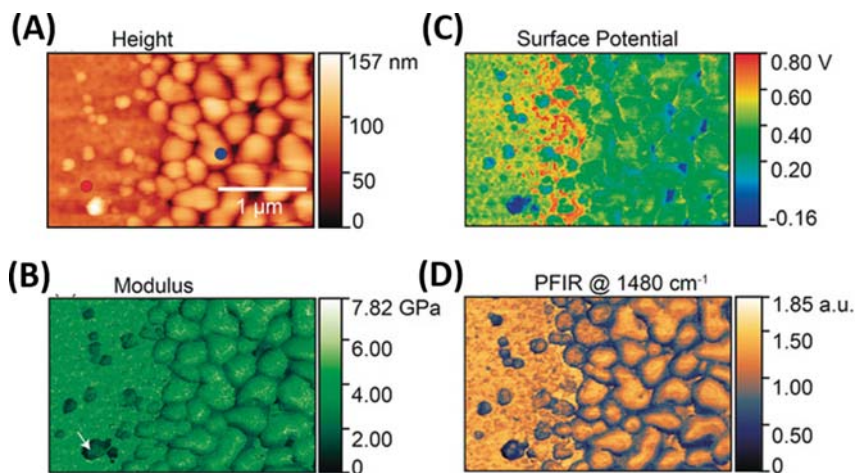 (A)
Height
157 nm
100
50
0
1 µm
(C)
Surface Potential
0.80 V
0.60
0.40
0.20
-0.16
(B)
Modulus
7.82 GPa
6.00
4.00
2.00
0
(D)
PFIR @ 1480 cm⁻¹
1.85 a.u.
1.50
1.00
0.50
0